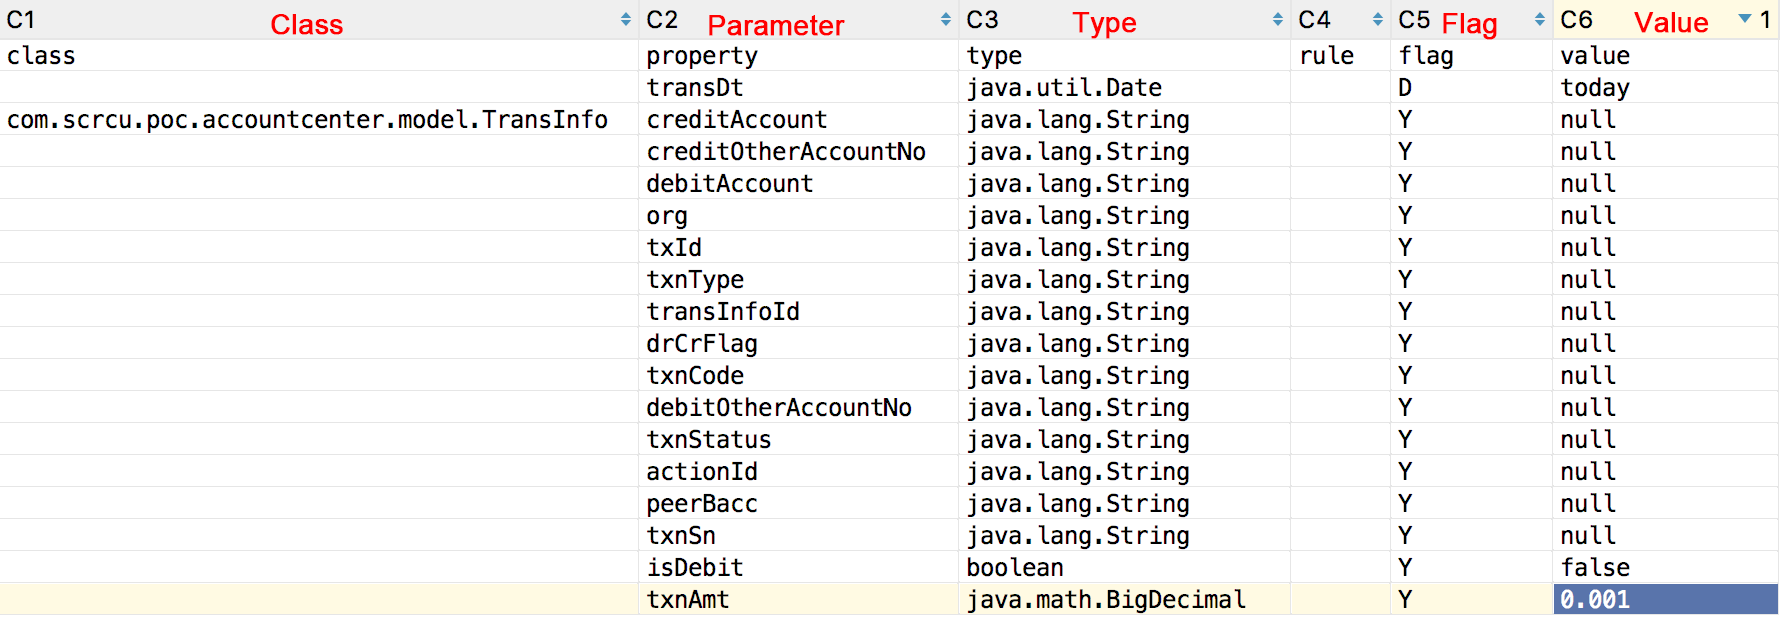 C1 Class C2 Parameter C3 Type C4 C5 Flag C6 Value 1
class property type rule flag value
transDt java.util.Date D today
com.scrcu.poc.accountcenter.model.TransInfo creditAccount java.lang.String Y null
creditOtherAccountNo java.lang.String Y null
debitAccount java.lang.String Y null
org java.lang.String Y null
txId java.lang.String Y null
txnType java.lang.String Y null
transInfoId java.lang.String Y null
drCrFlag java.lang.String Y null
txnCode java.lang.String Y null
debitOtherAccountNo java.lang.String Y null
txnStatus java.lang.String Y null
actionId java.lang.String Y null
peerBacc java.lang.String Y null
txnSn java.lang.String Y null
isDebit boolean Y false
txnAmt java.math.BigDecimal Y 0.001